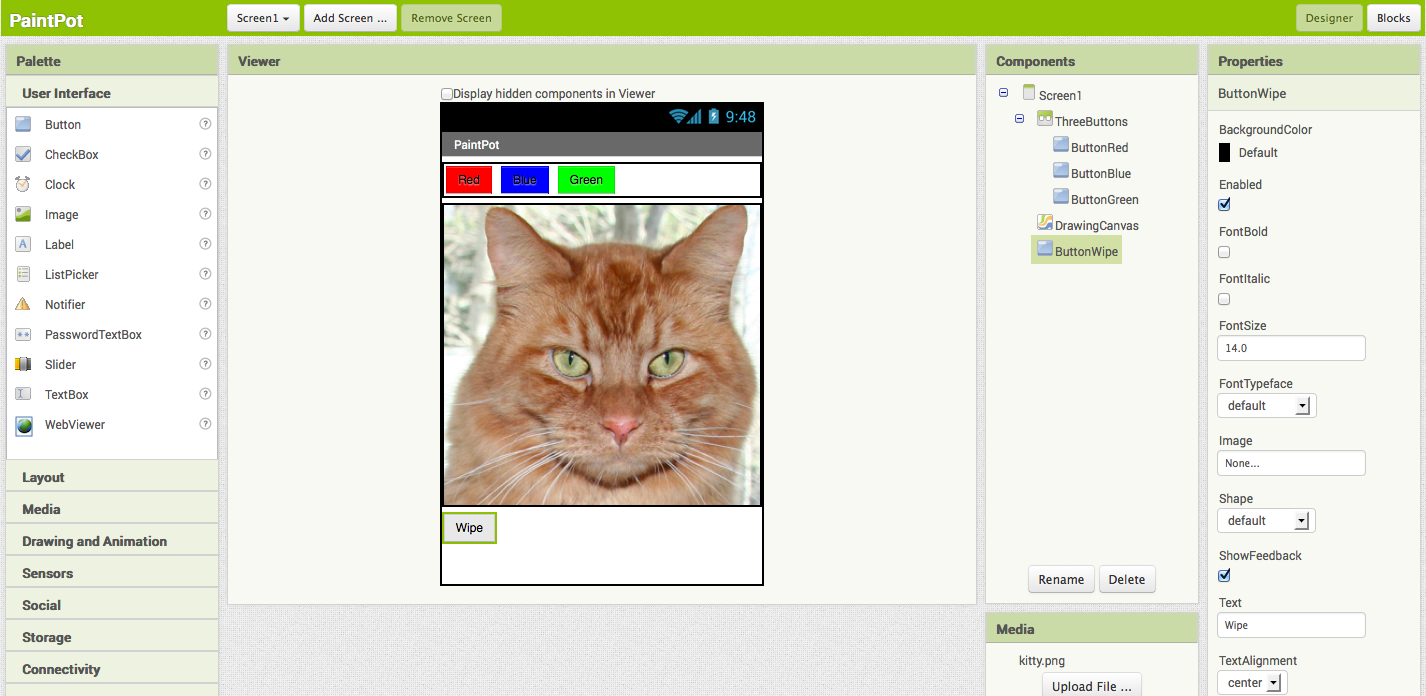 PaintPot
Screen1
Add Screen ...
Remove Screen
Designer
Blocks
Palette
User Interface
Button
CheckBox
Clock
Image
Label
ListPicker
Notifier
PasswordTextBox
Slider
TextBox
WebViewer
Layout
Media
Drawing and Animation
Sensors
Social
Storage
Connectivity
Viewer
Display hidden components in Viewer
9:48
PaintPot
Red
Blue
Green
Wipe
Components
Screen1
ThreeButtons
ButtonRed
ButtonBlue
ButtonGreen
DrawingCanvas
ButtonWipe
Rename
Delete
Media
kitty.png
Upload File ...
Properties
ButtonWipe
BackgroundColor
Default
Enabled
FontBold
FontItalic
FontSize
14.0
FontTypeface
default
Image
None...
Shape
default
ShowFeedback
Text
Wipe
TextAlignment
center